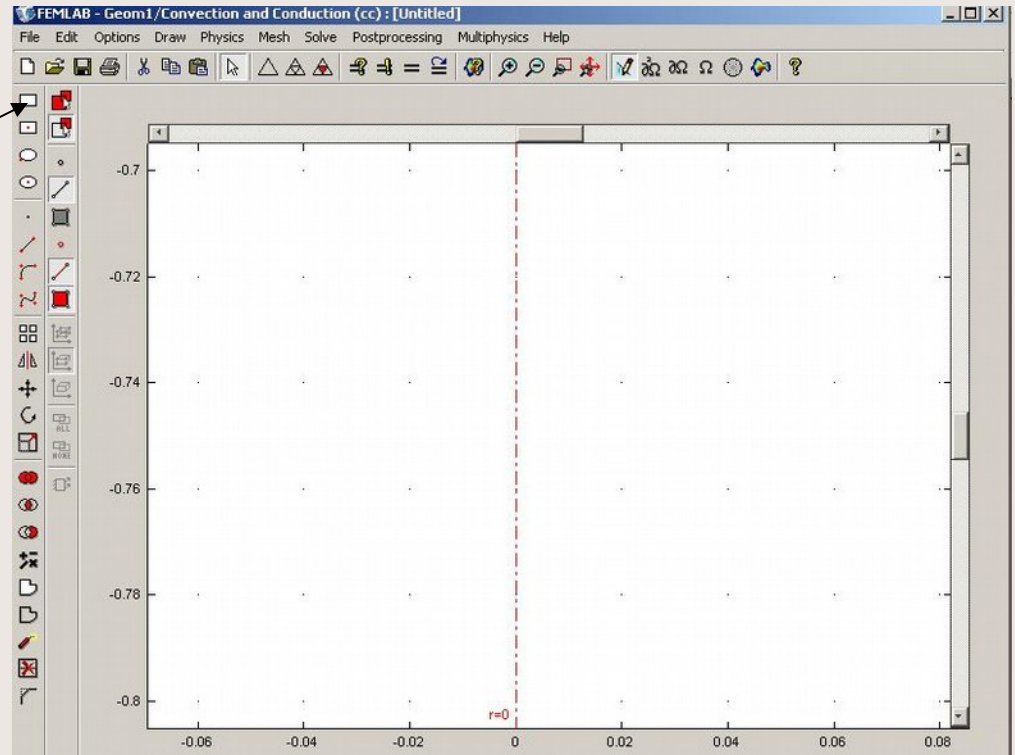 FEMLAB - Geom1/Convection and Conduction (cc) : [Untitled]
File Edit Options Draw Physics Mesh Solve Postprocessing Multiphysics Help
-0.7
-0.72
-0.74
ALL
NONE
-0.76
-0.78
-0.8
r=0
-0.06 -0.04 -0.02 0 0.02 0.04 0.06 0.08